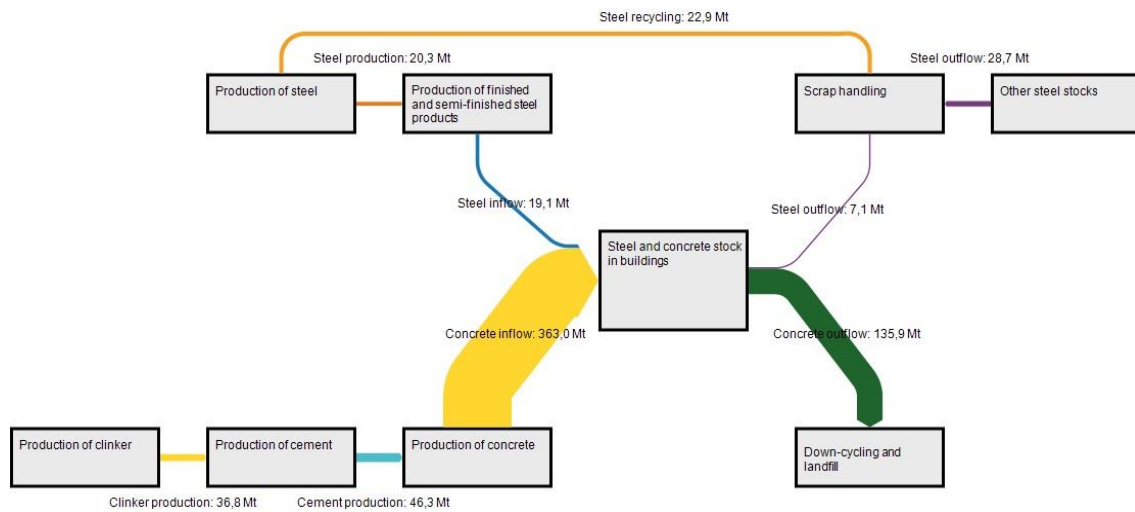 Steel recycling: 22,9 Mt
Steel production: 20,3 Mt
Steel outflow: 28,7 Mt
Production of steel
Production of finished
and semi-finished steel
products
Scrap handling
Other steel stocks
Steel inflow: 19,1 Mt
Steel outflow: 7,1 Mt
Steel and concrete stock
in buildings
Concrete inflow: 363,0 Mt
Concrete outflow: 135,9 Mt
Production of clinker
Production of cement
Production of concrete
Down-cycling and
landfill
Clinker production: 36,8 Mt
Cement production: 46,3 Mt